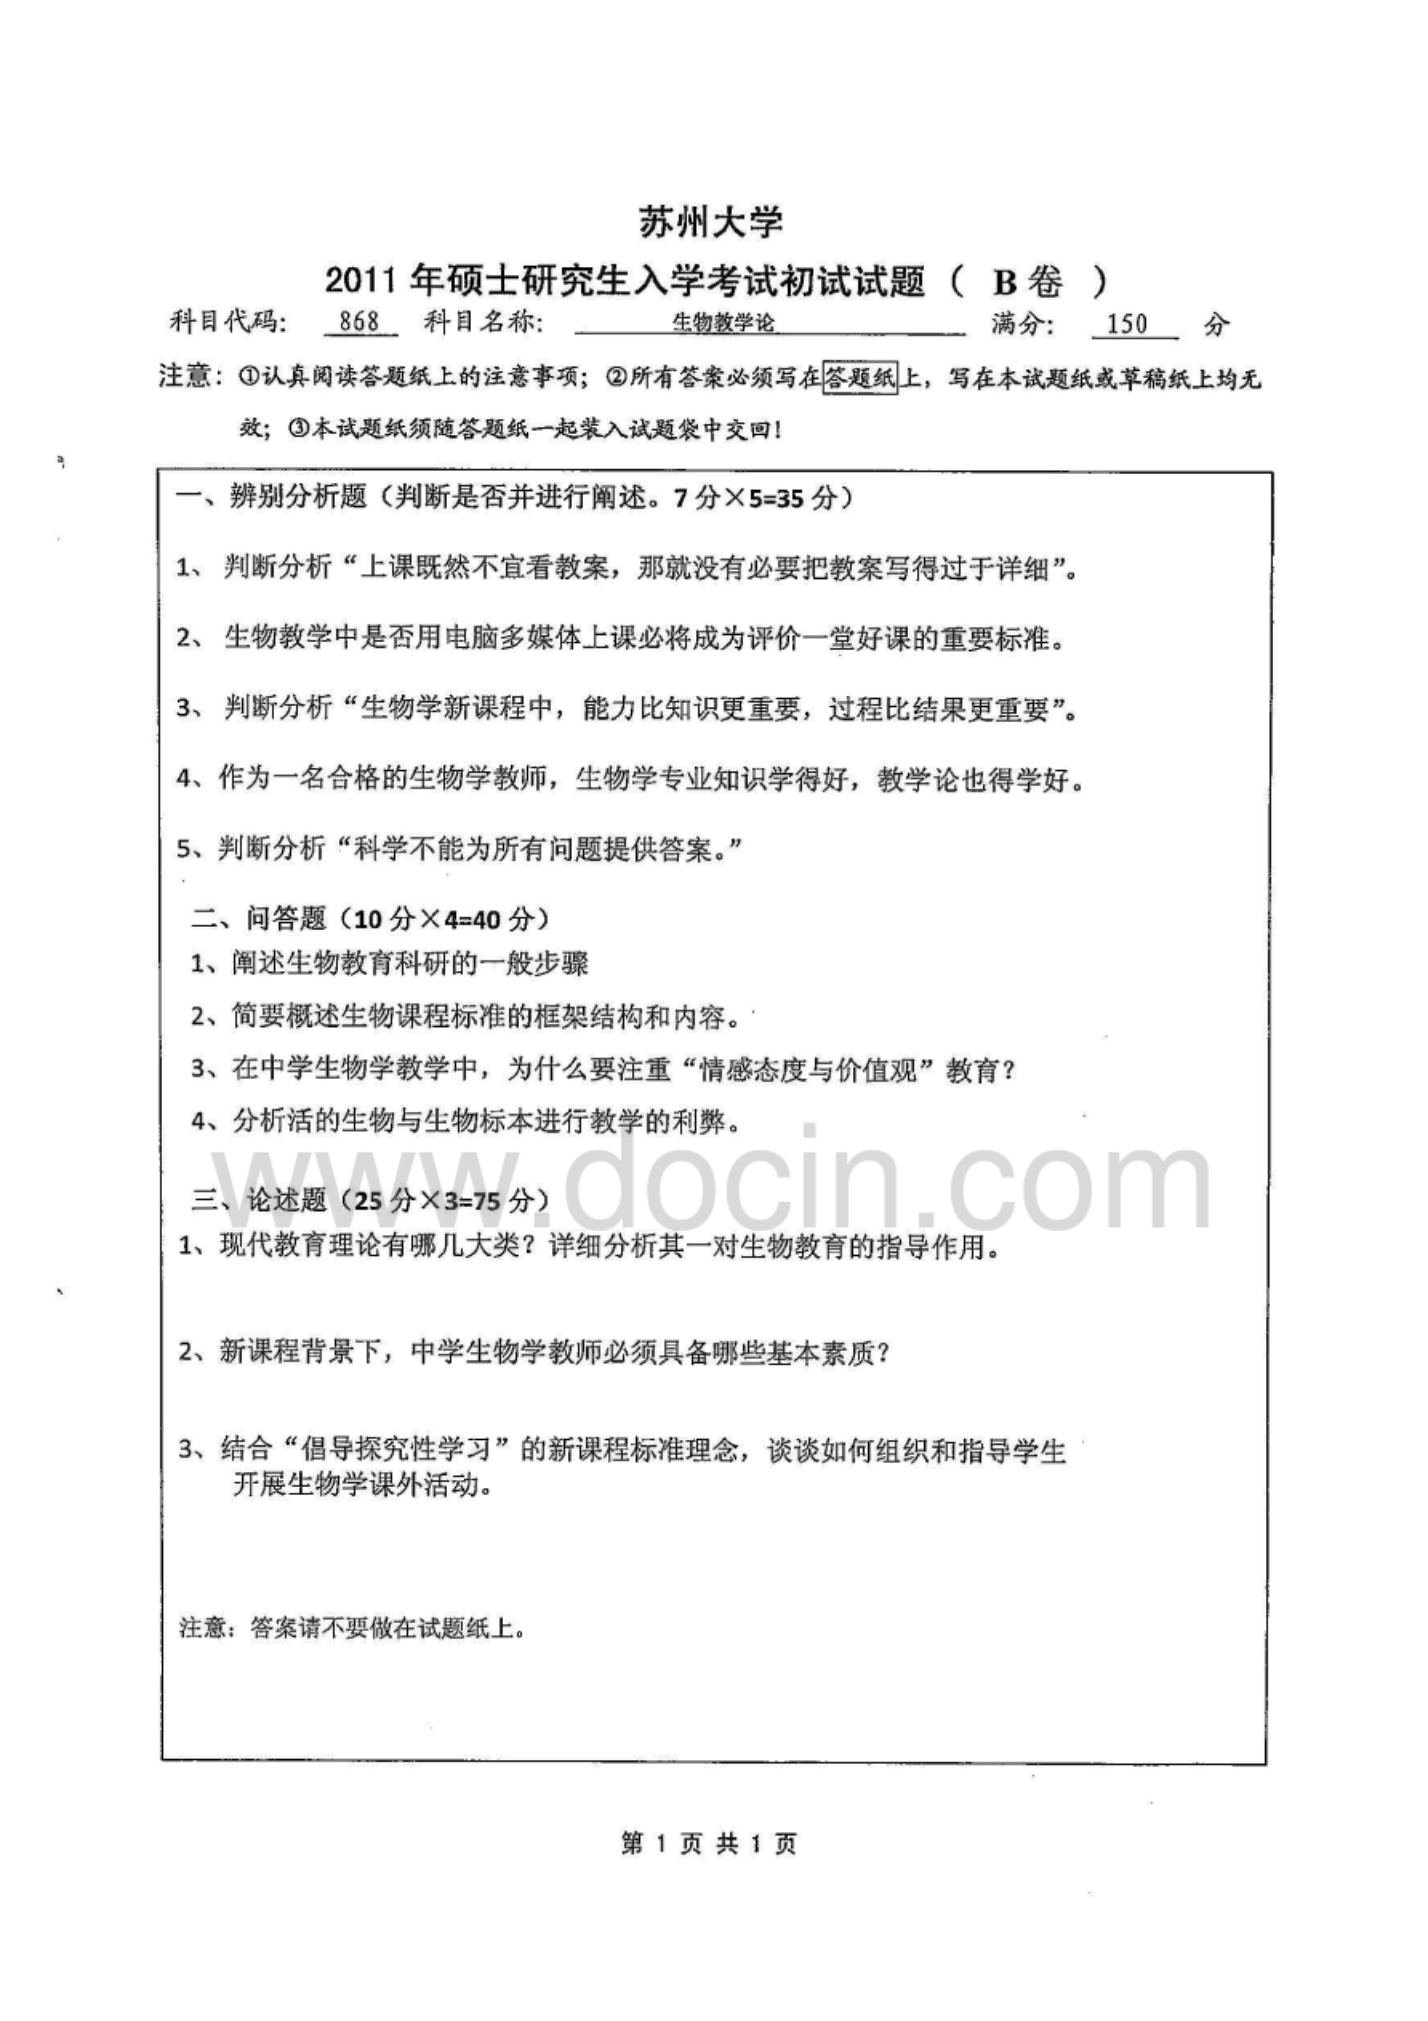 苏州大学
2011 年硕士研究生入学考试初试试题（ B 卷 ）
科目代码： 868 科目名称： 生物教学论 满分： 150 分
注意：①认真阅读答题纸上的注意事项；②所有答案必须写在答题纸上，写在本试题纸或草稿纸上均无
效；③本试题纸须随答题纸一起装入试题袋中交回！
一、辨别分析题（判断是否并进行阐述。7 分×5=35 分）
1、 判断分析“上课既然不宜看教案，那就没有必要把教案写得过于详细”。
2、 生物教学中是否用电脑多媒体上课必将成为评价一堂好课的重要标准。
3、 判断分析“生物学新课程中，能力比知识更重要，过程比结果更重要”。
4、作为一名合格的生物学教师，生物学专业知识学得好，教学论也得学好。
5、判断分析“科学不能为所有问题提供答案。”
二、问答题（10 分×4=40 分）
1、阐述生物教育科研的一般步骤
2、简要概述生物课程标准的框架结构和内容。
3、在中学生物学教学中，为什么要注重“情感态度与价值观”教育？
4、分析活的生物与生物标本进行教学的利弊。
www.docin.com
三、论述题（25 分×3=75 分）
1、现代教育理论有哪几大类？详细分析其一对生物教育的指导作用。
2、新课程背景下，中学生物学教师必须具备哪些基本素质？
3、结合“倡导探究性学习”的新课程标准理念，谈谈如何组织和指导学生
开展生物学课外活动。
注意：答案请不要做在试题纸上。
第 1 页 共 1 页